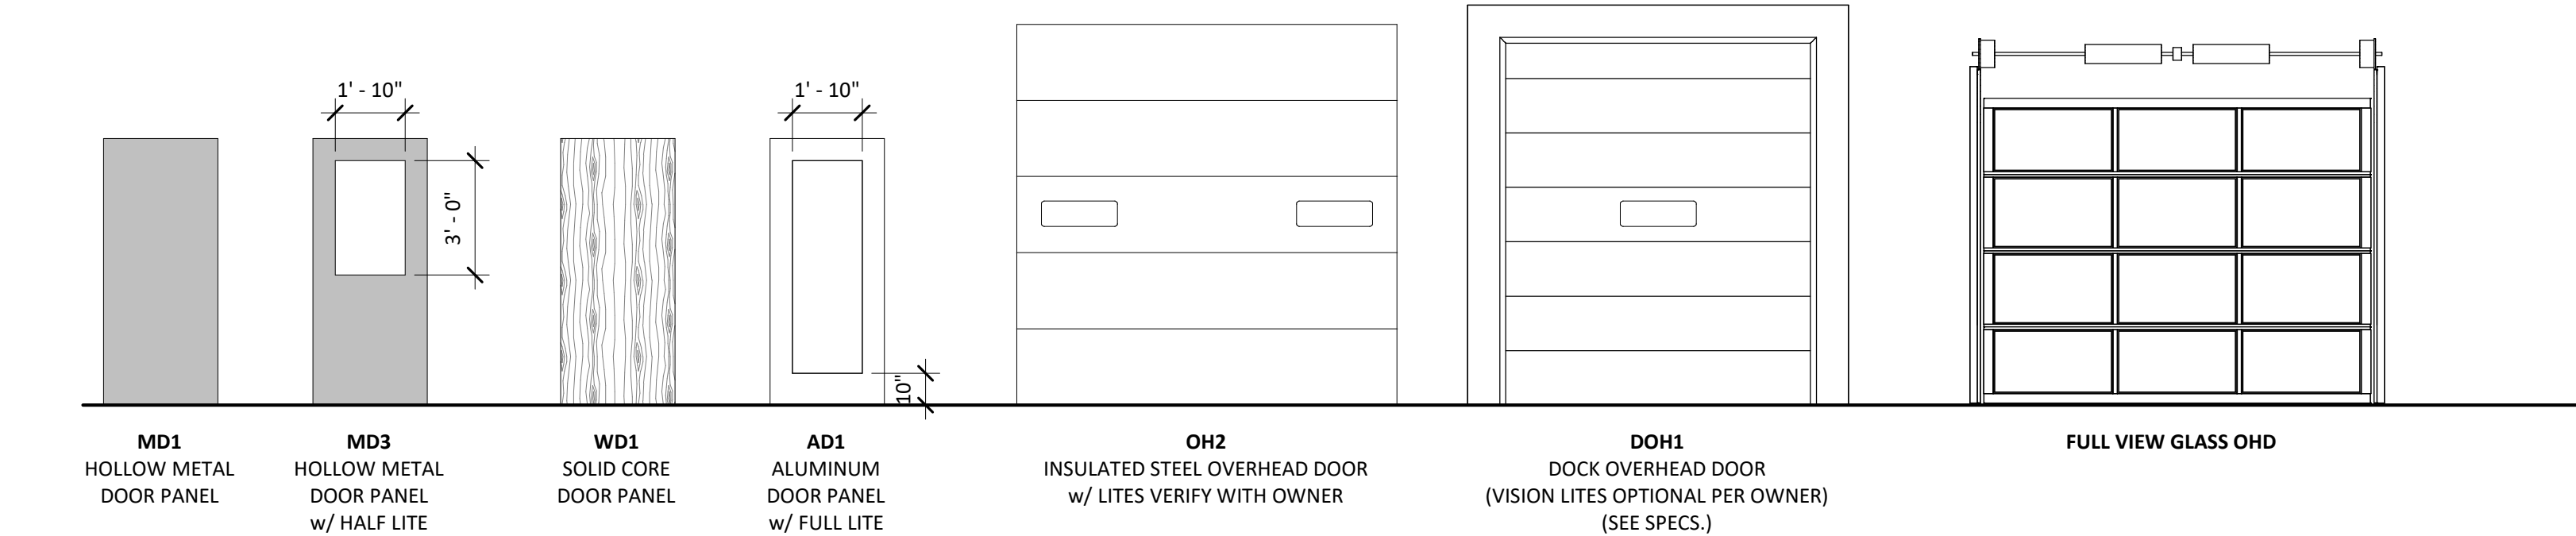 1' - 10"
3' - 0"
1' - 10"
10"
MD1
HOLLOW METAL
DOOR PANEL
MD3
HOLLOW METAL
DOOR PANEL
w/ HALF LITE
WD1
SOLID CORE
DOOR PANEL
AD1
ALUMINUM
DOOR PANEL
w/ FULL LITE
OH2
INSULATED STEEL OVERHEAD DOOR
w/ LITES VERIFY WITH OWNER
DOH1
DOCK OVERHEAD DOOR
(VISION LITES OPTIONAL PER OWNER)
(SEE SPECS.)
FULL VIEW GLASS OHD